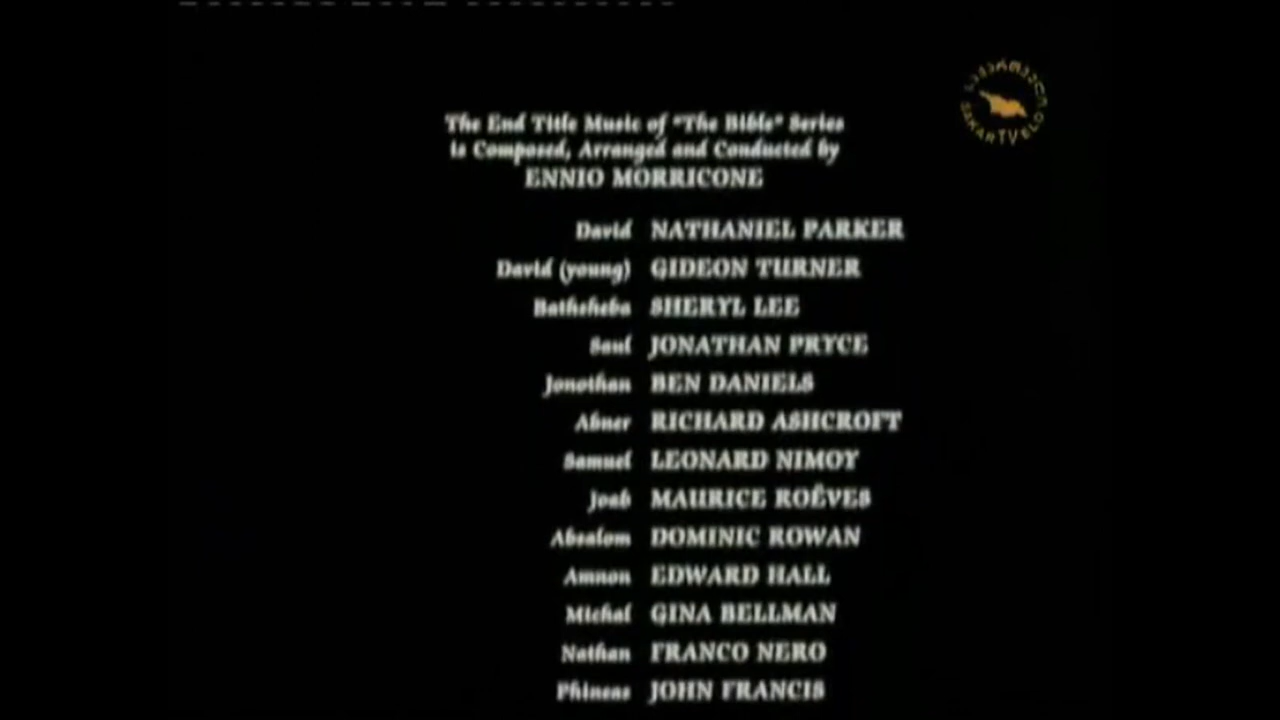 საქართველო
SAKARTVELO
The End Title Music of "The Bible" Series
is Composed, Arranged and Conducted by
ENNIO MORRICONE
David NATHANIEL PARKER
David (young) GIDEON TURNER
Bathsheba SHERYL LEE
Saul JONATHAN PRYCE
Jonathan BEN DANIELS
Abner RICHARD ASHCROFT
Samuel LEONARD NIMOY
Joab MAURICE ROËVES
Absalom DOMINIC ROWAN
Amnon EDWARD HALL
Michal GINA BELLMAN
Nathan FRANCO NERO
Phineas JOHN FRANCIS